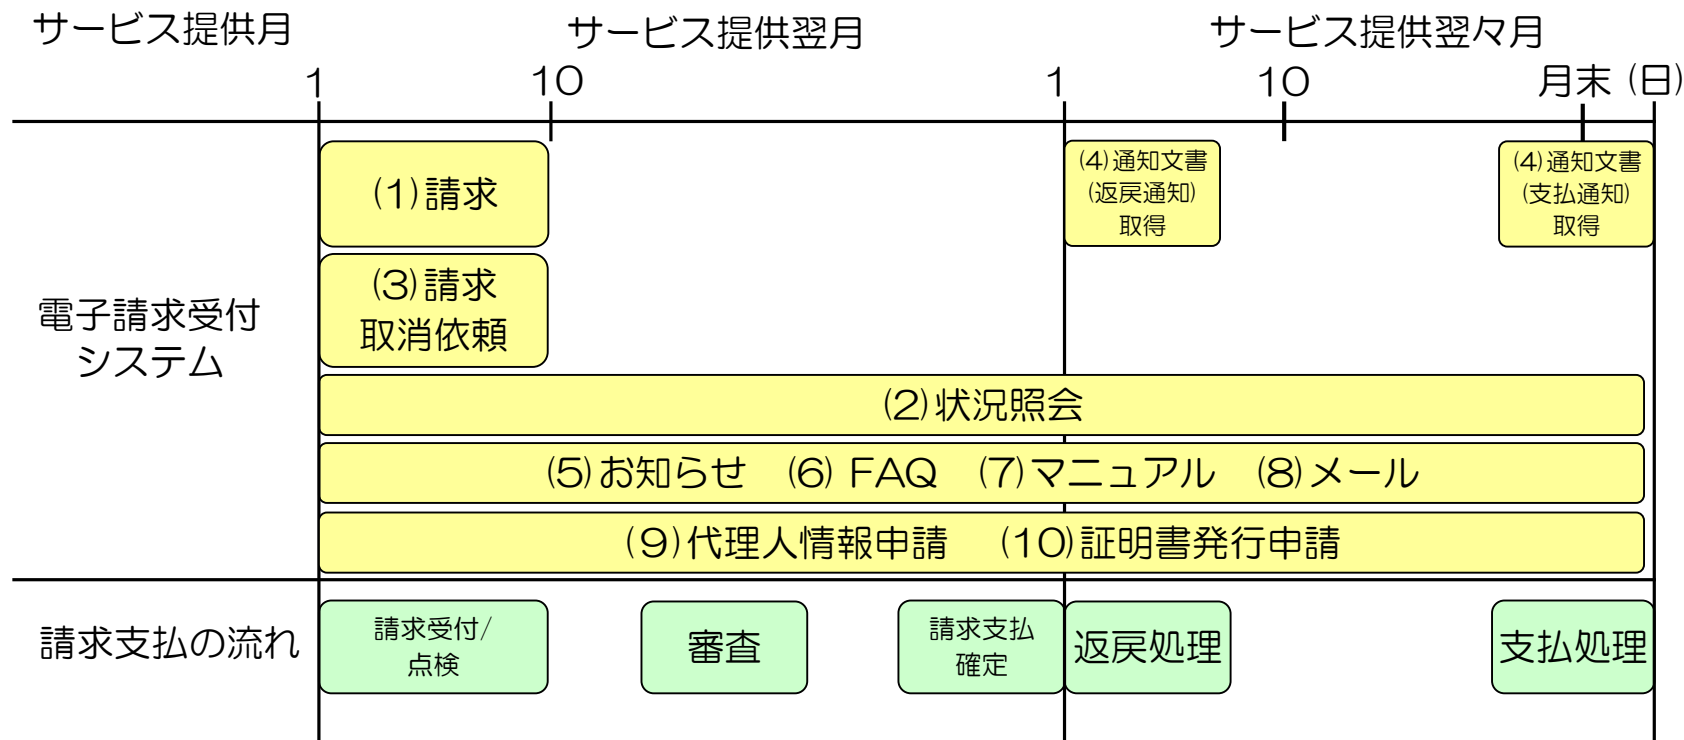 サービス提供月
サービス提供翌月
サービス提供翌々月
1
10
1
10
月末 (日)
電子請求受付
システム
(1)請求
(4)通知文書
(返戻通知)
取得
(4)通知文書
(支払通知)
取得
(3)請求
取消依頼
(2)状況照会
(5)お知らせ (6) FAQ (7)マニュアル (8)メール
(9)代理人情報申請 (10)証明書発行申請
請求支払の流れ
請求受付/
点検
審査
請求支払
確定
返戻処理
支払処理